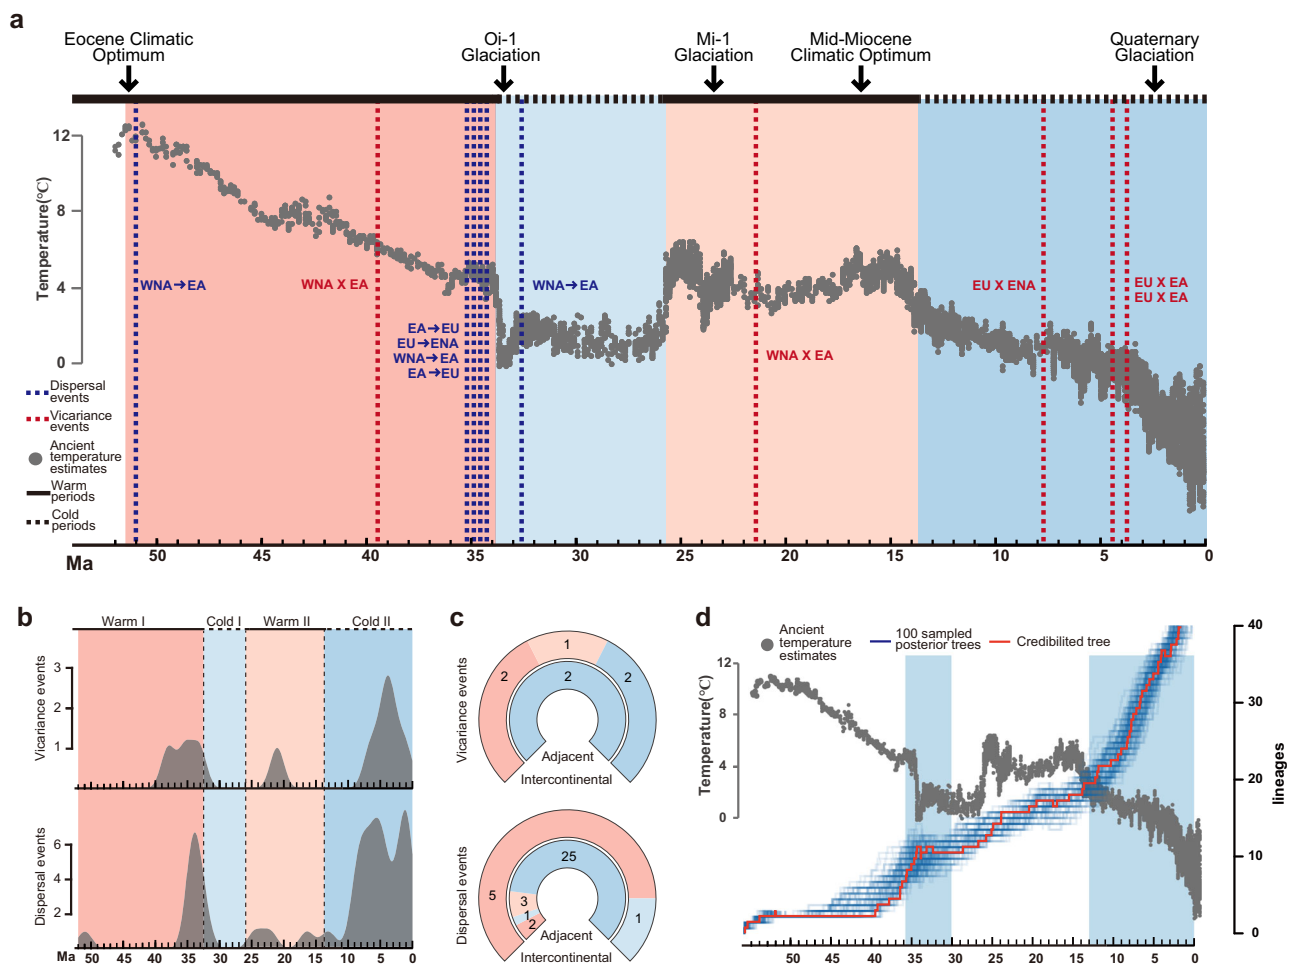 a
Eocene Climatic
Optimum
Oi-1
Glaciation
Mi-1
Glaciation
Mid-Miocene
Climatic Optimum
Quaternary
Glaciation
Temperature(°C)
12
8
4
0
WNA→EA
WNA X EA
EA→EU
EU→ENA
WNA→EA
EA→EU
WNA→EA
WNA X EA
EU X ENA
EU X EA
EU X EA
Dispersal
events
Vicariance
events
Ancient
temperature
estimates
Warm
periods
Cold
periods
Ma
50
45
40
35
30
25
20
15
10
5
0
b
Warm I
Cold I
Warm II
Cold II
Vicariance events
3
2
1
Dispersal events
6
4
2
Ma
50
40
35
30
25
20
15
10
5
0
c
Vicariance events
2
1
2
2
Adjacent
Intercontinental
Dispersal events
5
25
3
1
2
1
Adjacent
Intercontinental
d
Ancient
temperature
estimates
100 sampled
posterior trees
Credibilited tree
Temperature(°C)
12
8
4
0
40
30
20
10
0
lineages
50
40
35
30
25
20
15
10
5
0